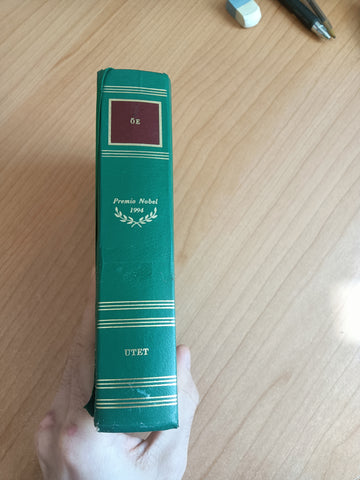 ŌE
Premio Nobel
1994
UTET